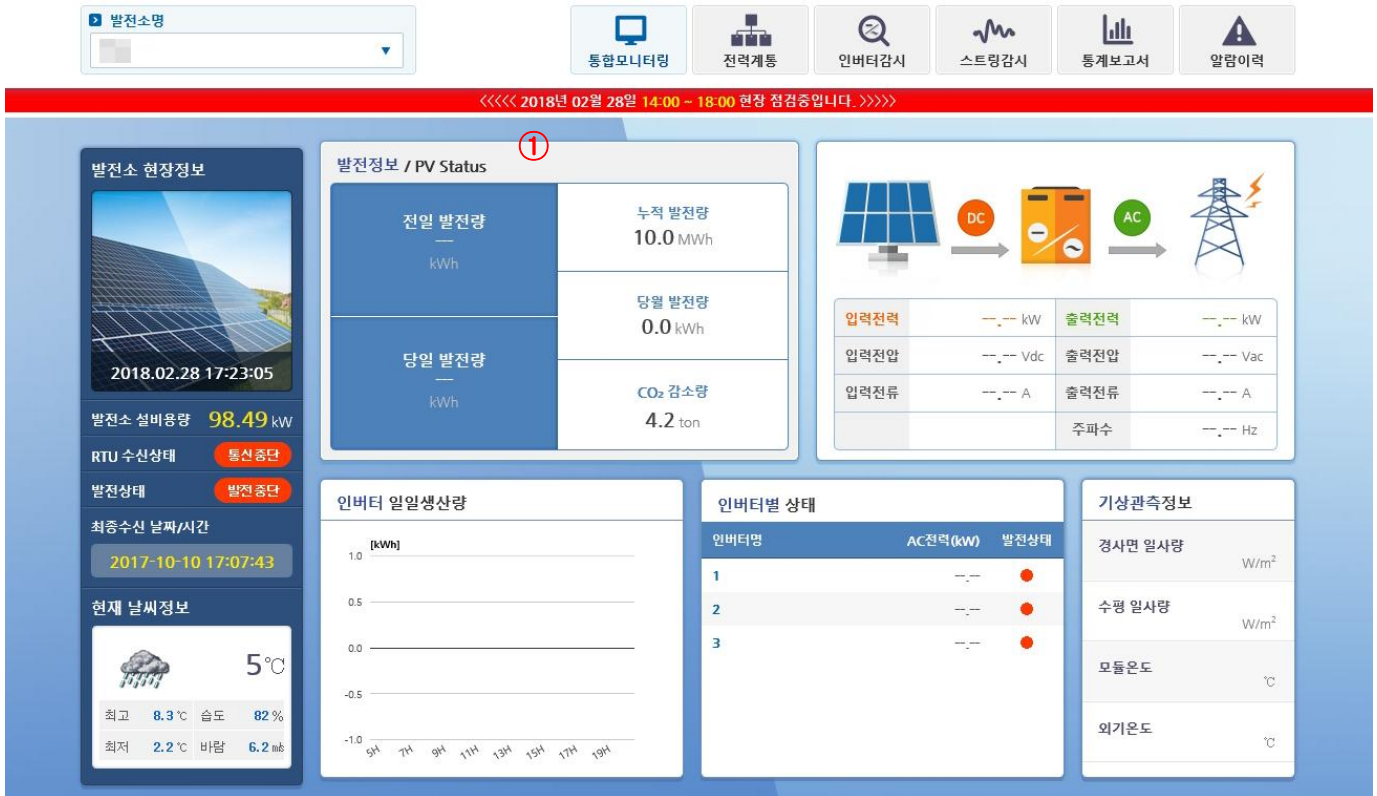 발전소명
통합모니터링
전력계통
인버터감시
스트링감시
통계보고서
알람이력
<<<<< 2018년 02월 28일 14:00 ~ 18:00 현장 점검중입니다. >>>>>
①
발전소 현장정보
2018.02.28 17:23:05
발전소 설비용량 98.49 kW
RTU 수신상태 통신중단
발전상태 발전중단
최종수신 날짜/시간
2017-10-10 17:07:43
현재 날씨정보
5℃
최고 8.3 ℃ 습도 82 %
최저 2.2 ℃ 바람 6.2 ㎧
발전정보 / PV Status
전일 발전량
---
kWh
당일 발전량
---
kWh
누적 발전량
10.0 MWh
당월 발전량
0.0 kWh
CO₂ 감소량
4.2 ton
DC
AC
입력전력 --.-- kW 출력전력 --.-- kW
입력전압 --.-- Vdc 출력전압 --.-- Vac
입력전류 --.-- A 출력전류 --.-- A
주파수 --.-- Hz
인버터 일일생산량
[kWh]
1.0
0.5
0.0
-0.5
-1.0
5H 7H 9H 11H 13H 15H 17H 19H
인버터별 상태
인버터명 AC전력(kW) 발전상태
1 --.--
2 --.--
3 --.--
기상관측정보
경사면 일사량
W/m²
수평 일사량
W/m²
모듈온도
℃
외기온도
℃